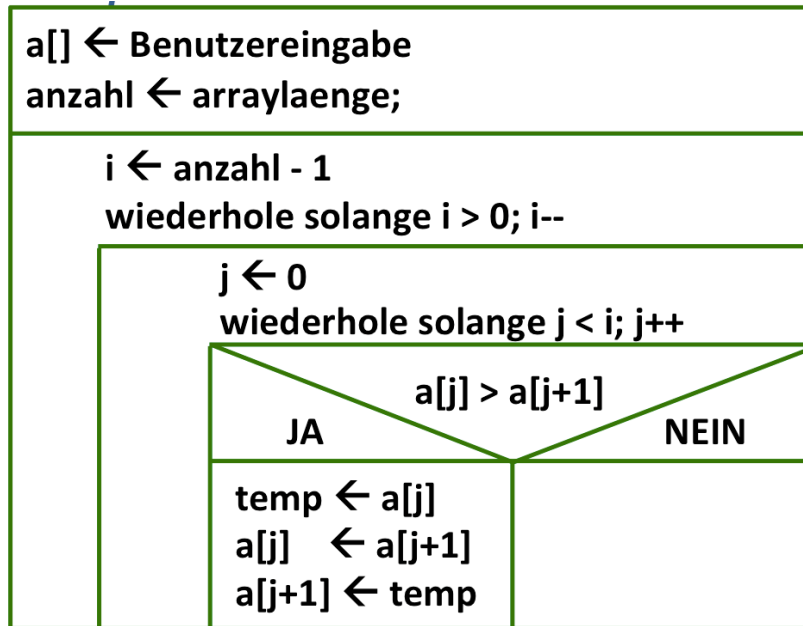 a[] ← Benutzereingabe
anzahl ← arraylaenge;
i ← anzahl - 1
wiederhole solange i > 0; i--
j ← 0
wiederhole solange j < i; j++
a[j] > a[j+1]
JA
NEIN
temp ← a[j]
a[j] ← a[j+1]
a[j+1] ← temp